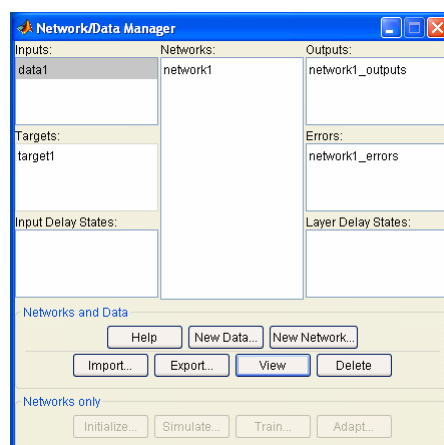 Network/Data Manager
Inputs: Networks: Outputs:
data1 network1 network1_outputs
Targets: Errors:
target1 network1_errors
Input Delay States: Layer Delay States:
Networks and Data
Help New Data... New Network...
Import... Export... View Delete
Networks only
Initialize... Simulate... Train... Adapt...